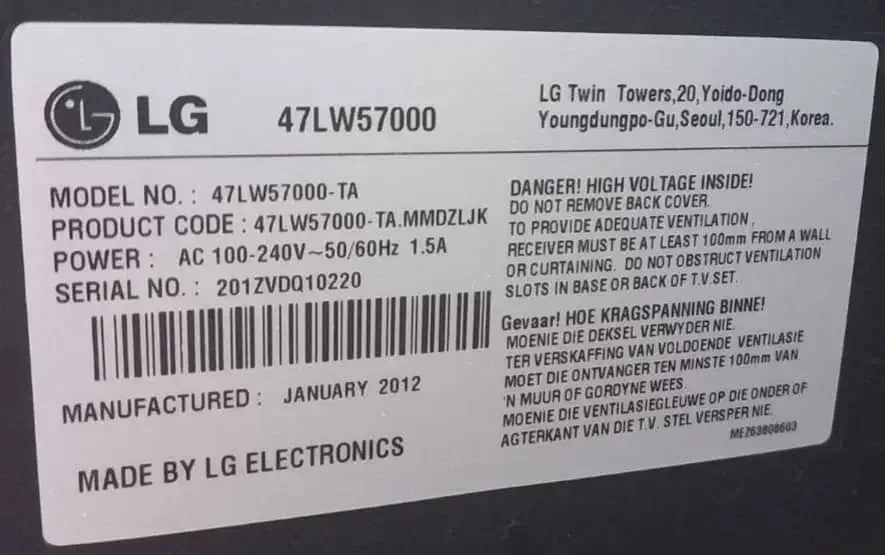 LG 47LW57000
LG Twin Towers,20,Yoido-Dong
Youngdungpo-Gu,Seoul,150-721,Korea.
MODEL NO. : 47LW57000-TA
PRODUCT CODE : 47LW57000-TA.MMDZLJK
POWER : AC 100-240V~50/60Hz 1.5A
SERIAL NO. : 201ZVDQ10220
MANUFACTURED : JANUARY 2012
MADE BY LG ELECTRONICS
DANGER! HIGH VOLTAGE INSIDE!
DO NOT REMOVE BACK COVER.
TO PROVIDE ADEQUATE VENTILATION,
RECEIVER MUST BE AT LEAST 100mm FROM A WALL
OR CURTAINING. DO NOT OBSTRUCT VENTILATION
SLOTS IN BASE OR BACK OF T.V.SET.
Gevaar! HOE KRAGSPANNING BINNE!
MOENIE DIE DEKSEL VERWYDER NIE.
TER VERSKAFFING VAN VOLDOENDE VENTILASIE
MOET DIE ONTVANGER TEN MINSTE 100mm VAN
'N MUUR OF GORDYNE WEES.
MOENIE DIE VENTILASIEGLEUWE OP DIE ONDER OF
AGTERKANT VAN DIE T.V. STEL VERSPER NIE.
MEZ63808603